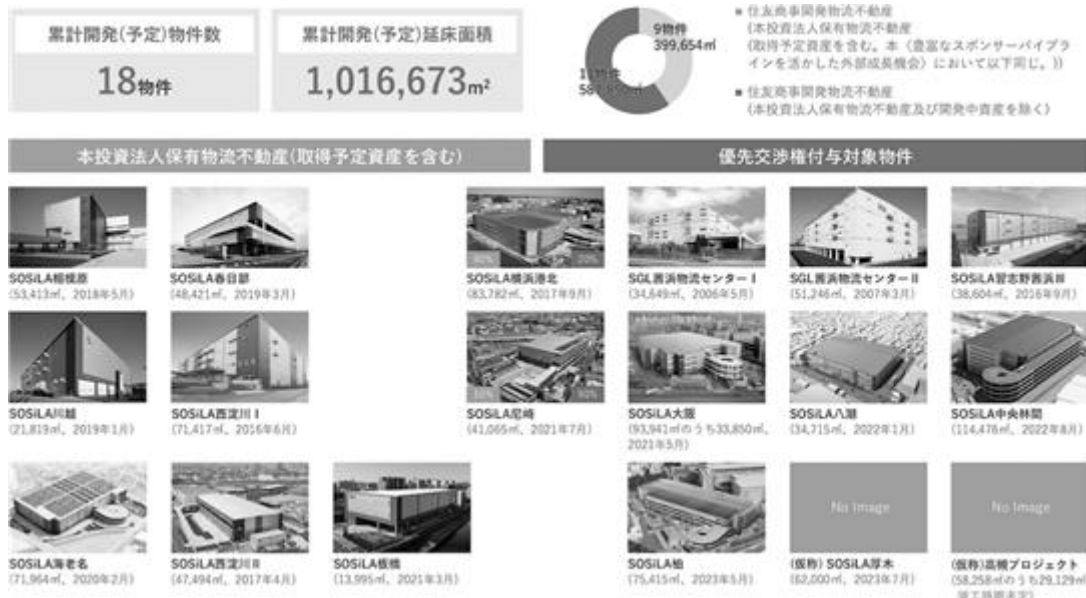 累計開発(予定)物件数
18物件
累計開発(予定)延床面積
1,016,673m²
9物件
399,654㎡
住友商事開発物流不動産
(本投資法人保有物流不動産
(取得予定資産を含む。本〈豊富なスポンサーパイプラ
インを活かした外部成長機会〉において以下同じ。))
住友商事開発物流不動産
(本投資法人保有物流不動産及び開発中資産を除く)
本投資法人保有物流不動産(取得予定資産を含む)
優先交渉権付与対象物件
SOSiLA相模原
(53,413㎡, 2018年5月)
SOSiLA春日部
(48,421㎡, 2019年3月)
SOSiLA横浜港北
(83,782㎡, 2017年9月)
SGL茜浜物流センターⅠ
(34,649㎡, 2006年5月)
SGL茜浜物流センターⅡ
(51,246㎡, 2007年3月)
SOSiLA習志野茜浜Ⅲ
(38,604㎡, 2016年9月)
SOSiLA川越
(21,819㎡, 2019年1月)
SOSiLA西淀川Ⅰ
(71,417㎡, 2016年6月)
SOSiLA尼崎
(41,065㎡, 2021年7月)
SOSiLA大阪
(93,941㎡のうち33,850㎡,
2021年5月)
SOSiLA八潮
(34,715㎡, 2022年1月)
SOSiLA中央林間
(114,476㎡, 2022年8月)
SOSiLA海老名
(71,964㎡, 2020年2月)
SOSiLA西淀川Ⅱ
(47,494㎡, 2017年4月)
SOSiLA板橋
(13,995㎡, 2021年3月)
SOSiLA柏
(75,415㎡, 2023年5月)
No Image
(仮称) SOSiLA厚木
(62,000㎡, 2023年7月)
No Image
(仮称)高槻プロジェクト
(58,258㎡のうち29,129㎡
竣工時期未定)